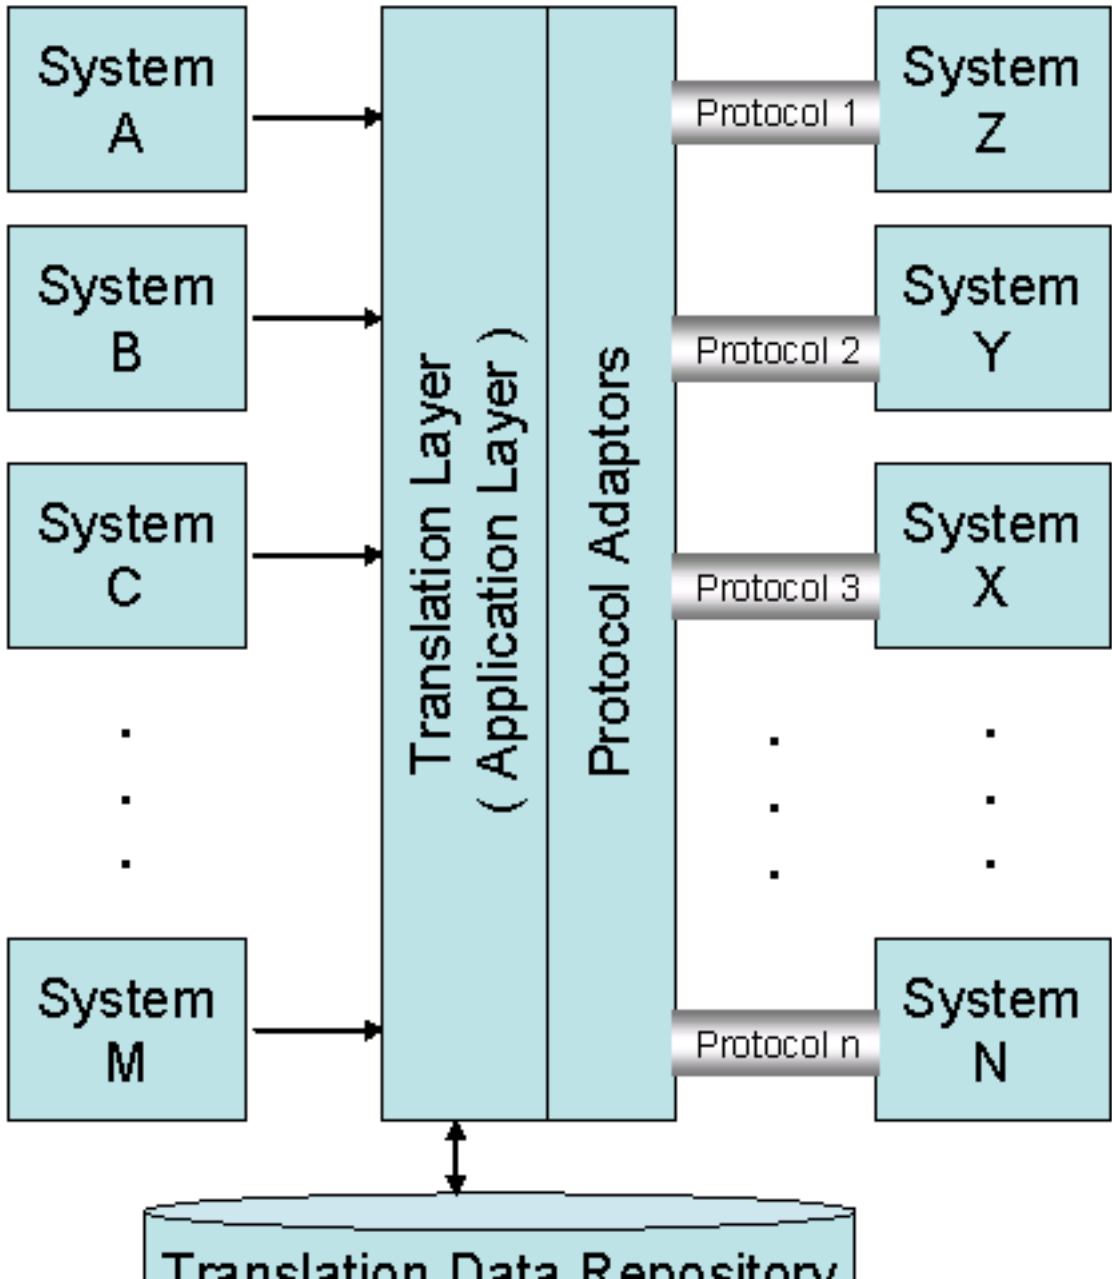 System
A
Protocol 1
System
Z
System
B
Protocol 2
System
Y
Translation Layer
( Application Layer )
Protocol Adaptors
System
C
Protocol 3
System
X
System
M
Protocol n
System
N
Translation Data Repository